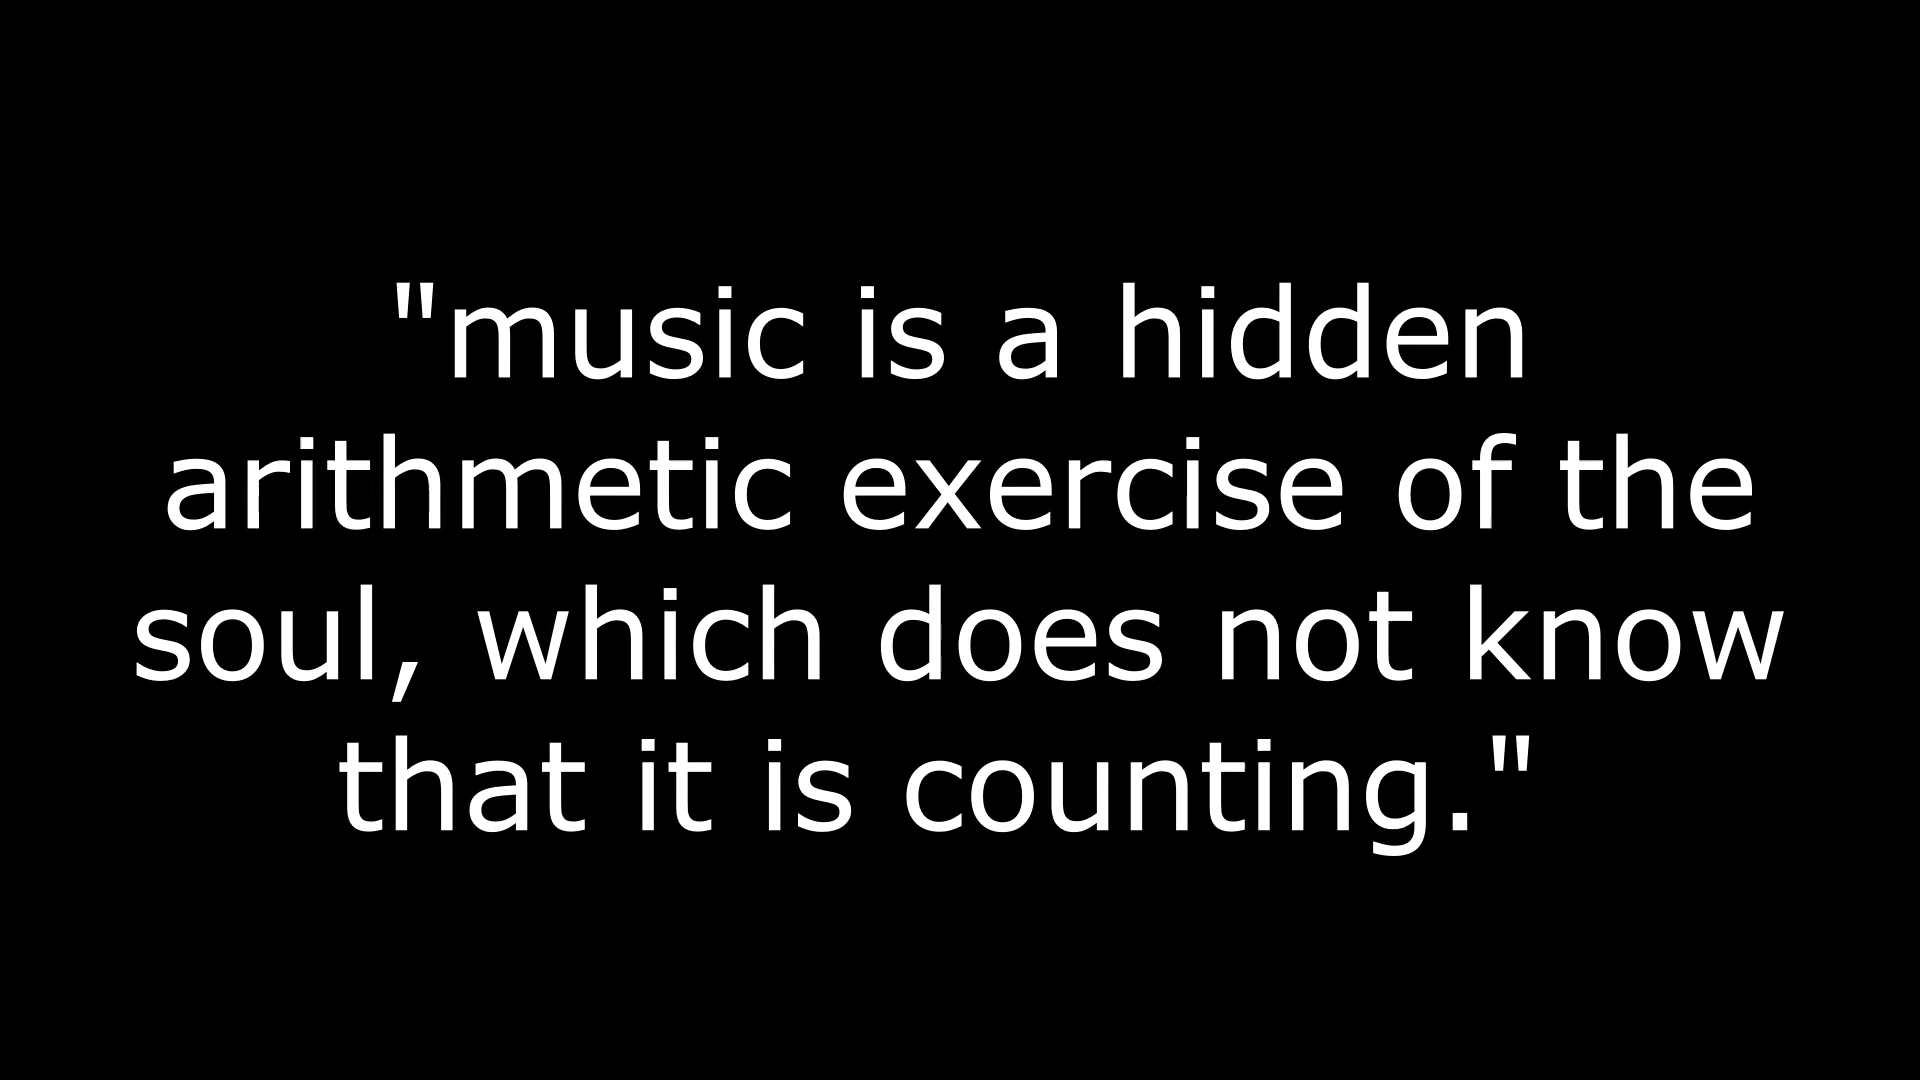 "music is a hidden
arithmetic exercise of the
soul, which does not know
that it is counting."